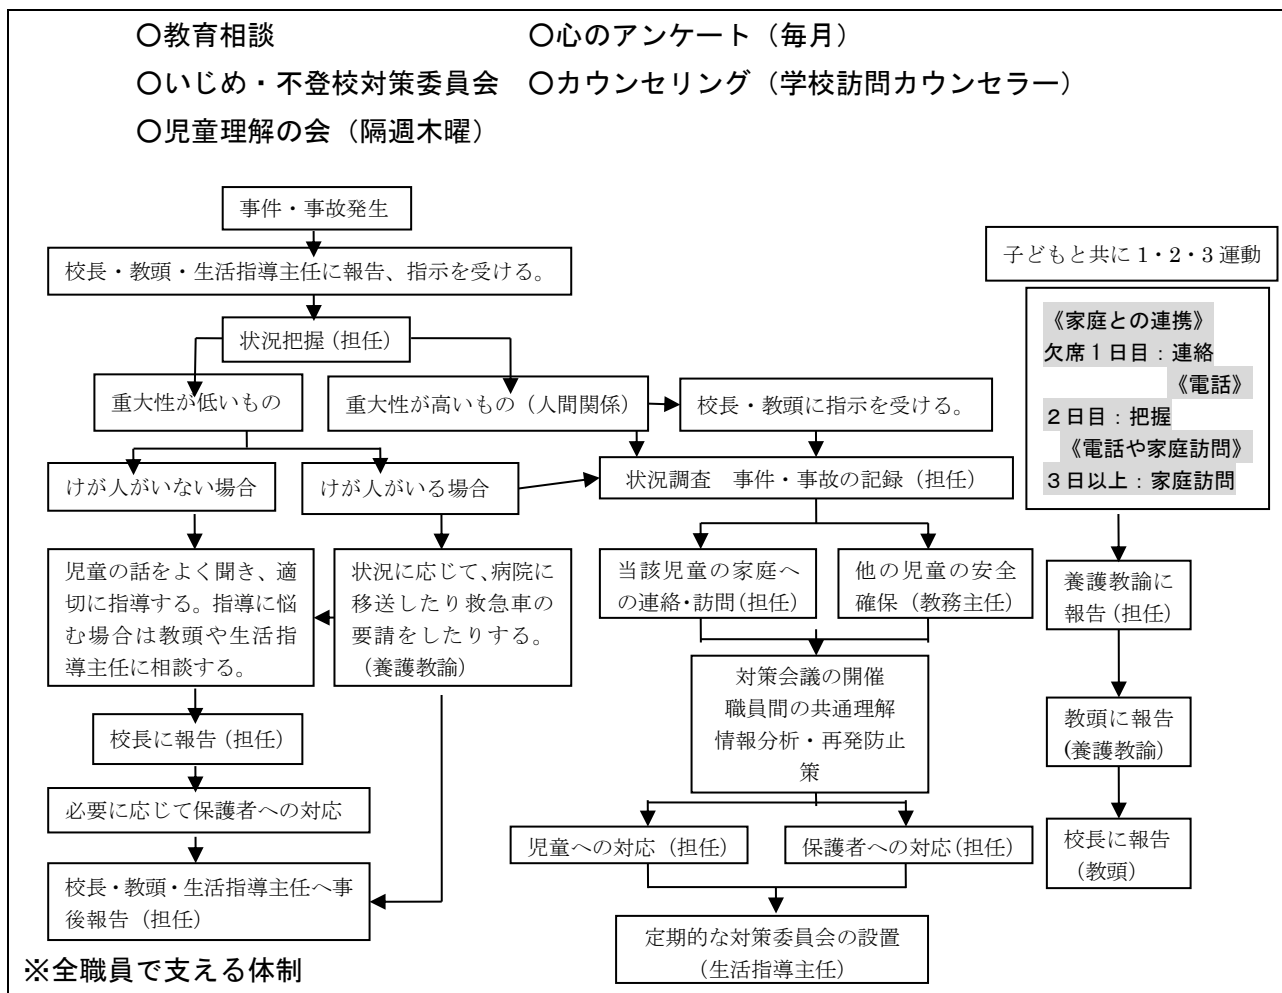 〇教育相談
〇心のアンケート（毎月）
〇いじめ・不登校対策委員会
〇カウンセリング（学校訪問カウンセラー）
〇児童理解の会（隔週木曜）
事件・事故発生
校長・教頭・生活指導主任に報告、指示を受ける。
状況把握（担任）
重大性が低いもの
重大性が高いもの（人間関係）
校長・教頭に指示を受ける。
けが人がいない場合
けが人がいる場合
状況調査　事件・事故の記録（担任）
児童の話をよく聞き、適
切に指導する。指導に悩
む場合は教頭や生活指
導主任に相談する。
状況に応じて、病院に
移送したり救急車の
要請をしたりする。
（養護教諭）
当該児童の家庭へ
の連絡・訪問（担任）
他の児童の安全
確保（教務主任）
対策会議の開催
職員間の共通理解
情報分析・再発防止
策
校長に報告（担任）
必要に応じて保護者への対応
児童への対応（担任）
保護者への対応（担任）
校長・教頭・生活指導主任へ事
後報告（担任）
定期的な対策委員会の設置
（生活指導主任）
子どもと共に 1・2・3 運動
《家庭との連携》
欠席１日目：連絡
《電話》
２日目：把握
《電話や家庭訪問》
３日以上：家庭訪問
養護教諭に
報告（担任）
教頭に報告
（養護教諭）
校長に報告
（教頭）
※全職員で支える体制